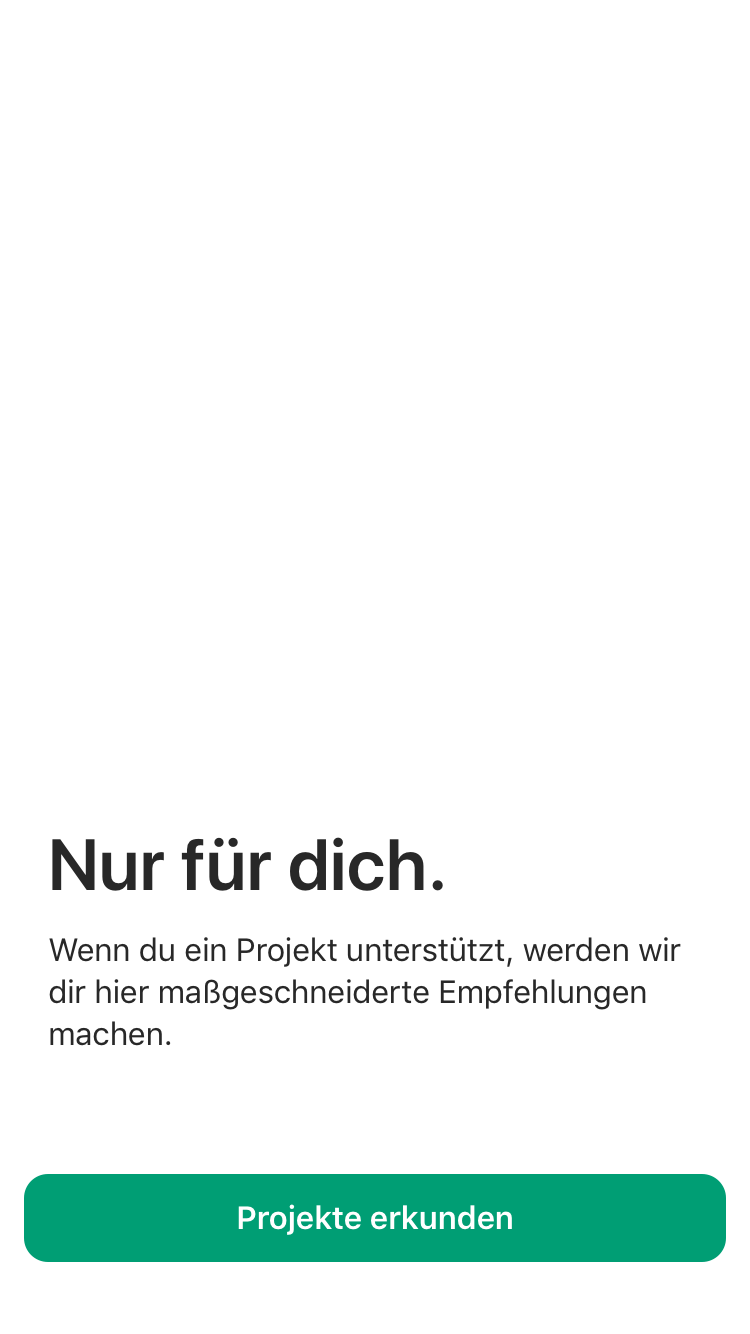 Nur für dich.
Wenn du ein Projekt unterstützt, werden wir
dir hier maßgeschneiderte Empfehlungen
machen.
Projekte erkunden